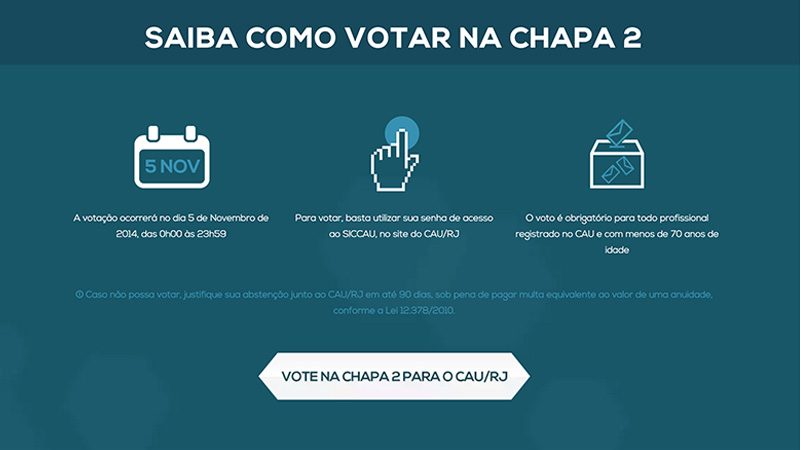 SAIBA COMO VOTAR NA CHAPA 2
5 NOV
A votação ocorrerá no dia 5 de Novembro de
2014, das 0h00 às 23h59
Para votar, basta utilizar sua senha de acesso
ao SICCAU, no site do CAU/RJ
O voto é obrigatório para todo profissional
registrado no CAU e com menos de 70 anos de
idade
Caso não possa votar, justifique sua abstenção junto ao CAU/RJ em até 90 dias, sob pena de pagar multa equivalente ao valor de uma anuidade,
conforme a Lei 12.378/2010.
VOTE NA CHAPA 2 PARA O CAU/RJ